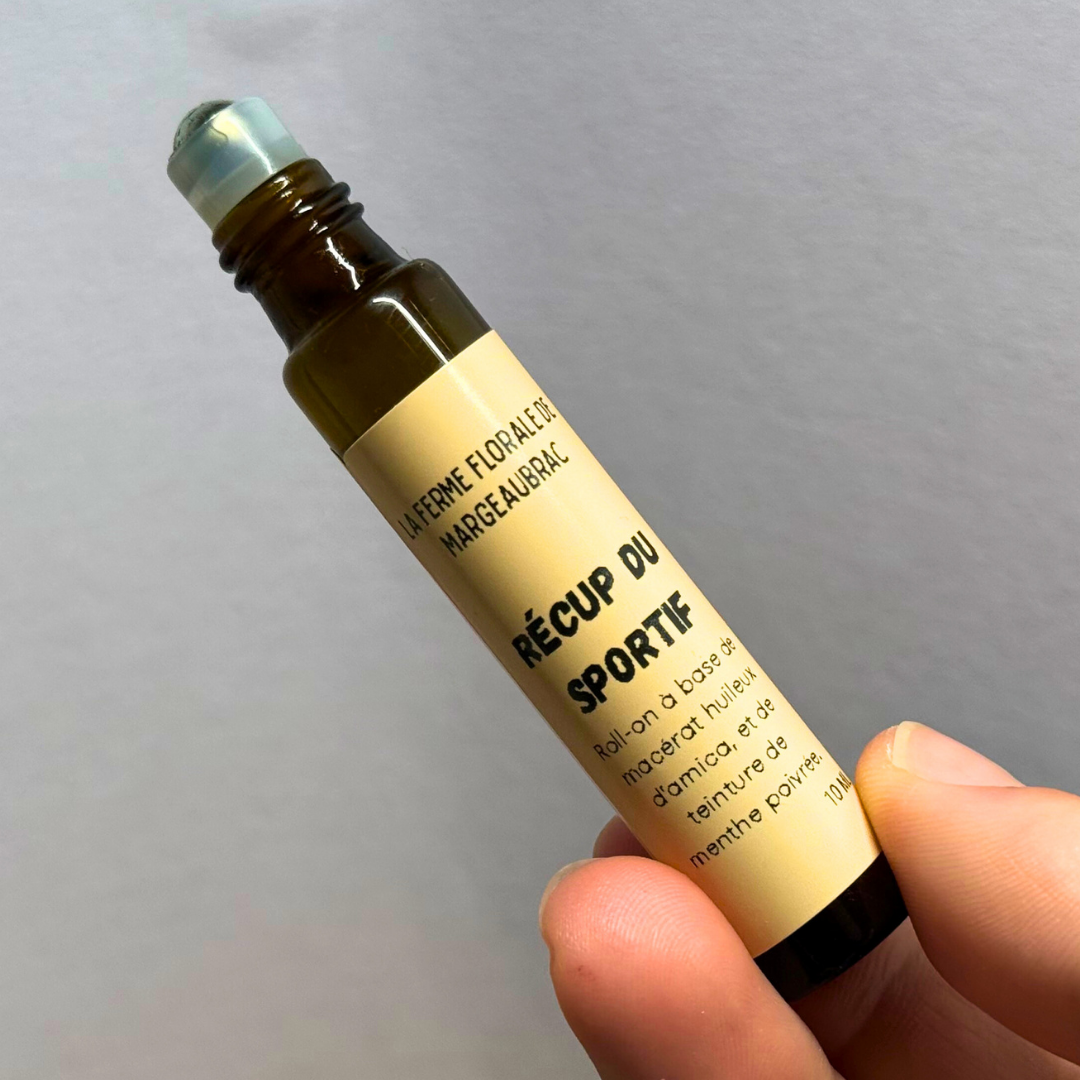 LA FERME FLORALE DE
MARGEAUBRAC
RÉCUP DU
SPORTIF
Roll-on à base de
macérat huileux
d'arnica, et de
teinture de
menthe poivrée.
10 ML